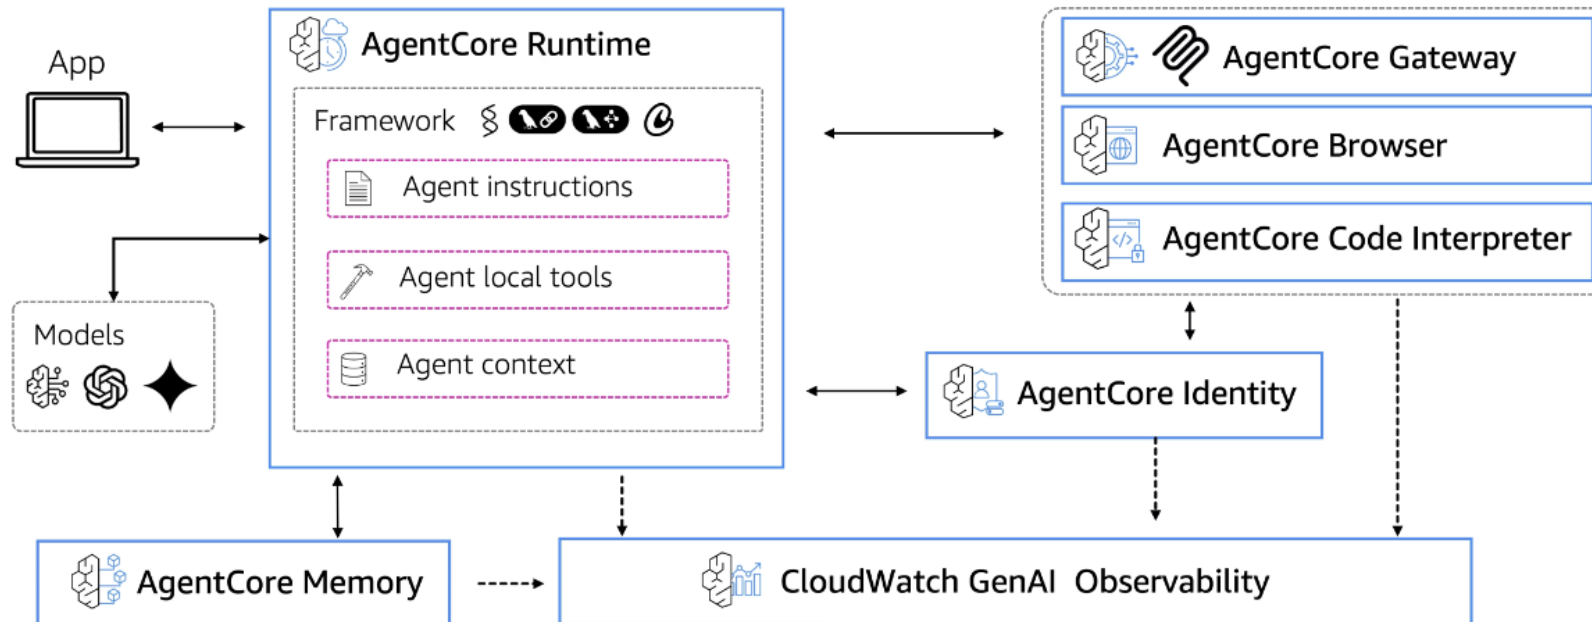 App
AgentCore Runtime
Framework
Agent instructions
Agent local tools
Agent context
Models
AgentCore Gateway
AgentCore Browser
AgentCore Code Interpreter
AgentCore Identity
AgentCore Memory
CloudWatch GenAI Observability